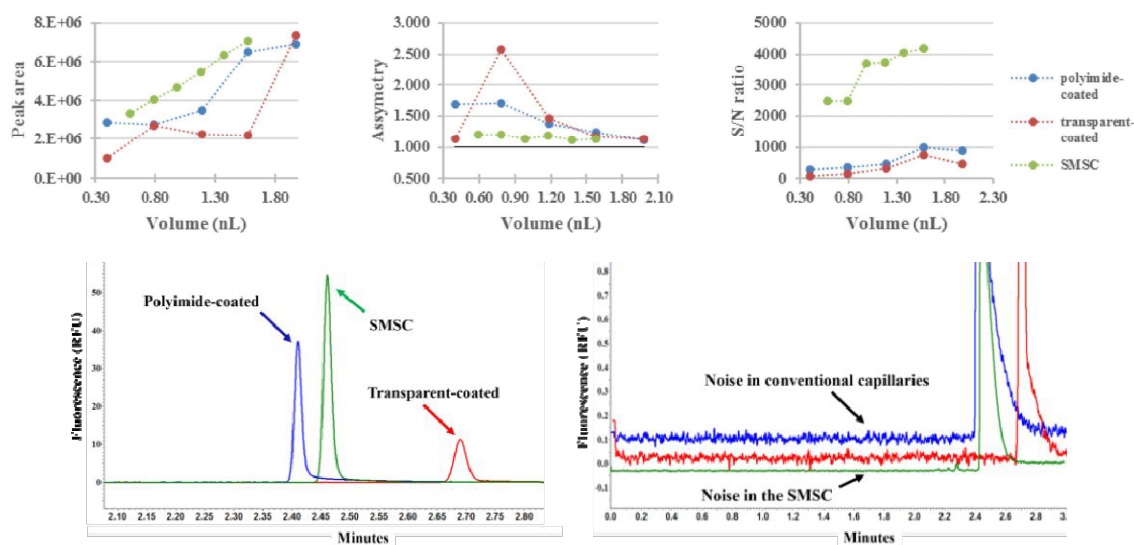 8.E+06
6.E+06
4.E+06
2.E+06
0.E+00
Peak area
0.30 0.80 1.30 1.80
Volume (nL)
3.000
2.500
2.000
1.500
1.000
0.500
Assymetry
0.30 0.60 0.90 1.20 1.50 1.80 2.10
Volume (nL)
5000
4000
3000
2000
1000
0
S/N ratio
0.30 0.80 1.30 1.80 2.30
Volume (nL)
polyimide-
coated
transparent-
coated
SMSC
Fluorescence (RFU)
50
40
30
20
10
0
Polyimide-coated
SMSC
Transparent-coated
2.10 2.15 2.20 2.25 2.30 2.35 2.40 2.45 2.50 2.55 2.60 2.65 2.70 2.75 2.80
Minutes
Fluorescence (RFU)
0.8
0.7
0.6
0.5
0.4
0.3
0.2
0.1
0.0
-0.1
Noise in conventional capillaries
Noise in the SMSC
0.0 0.2 0.4 0.6 0.8 1.0 1.2 1.4 1.6 1.8 2.0 2.2 2.4 2.6 2.8 3.
Minutes